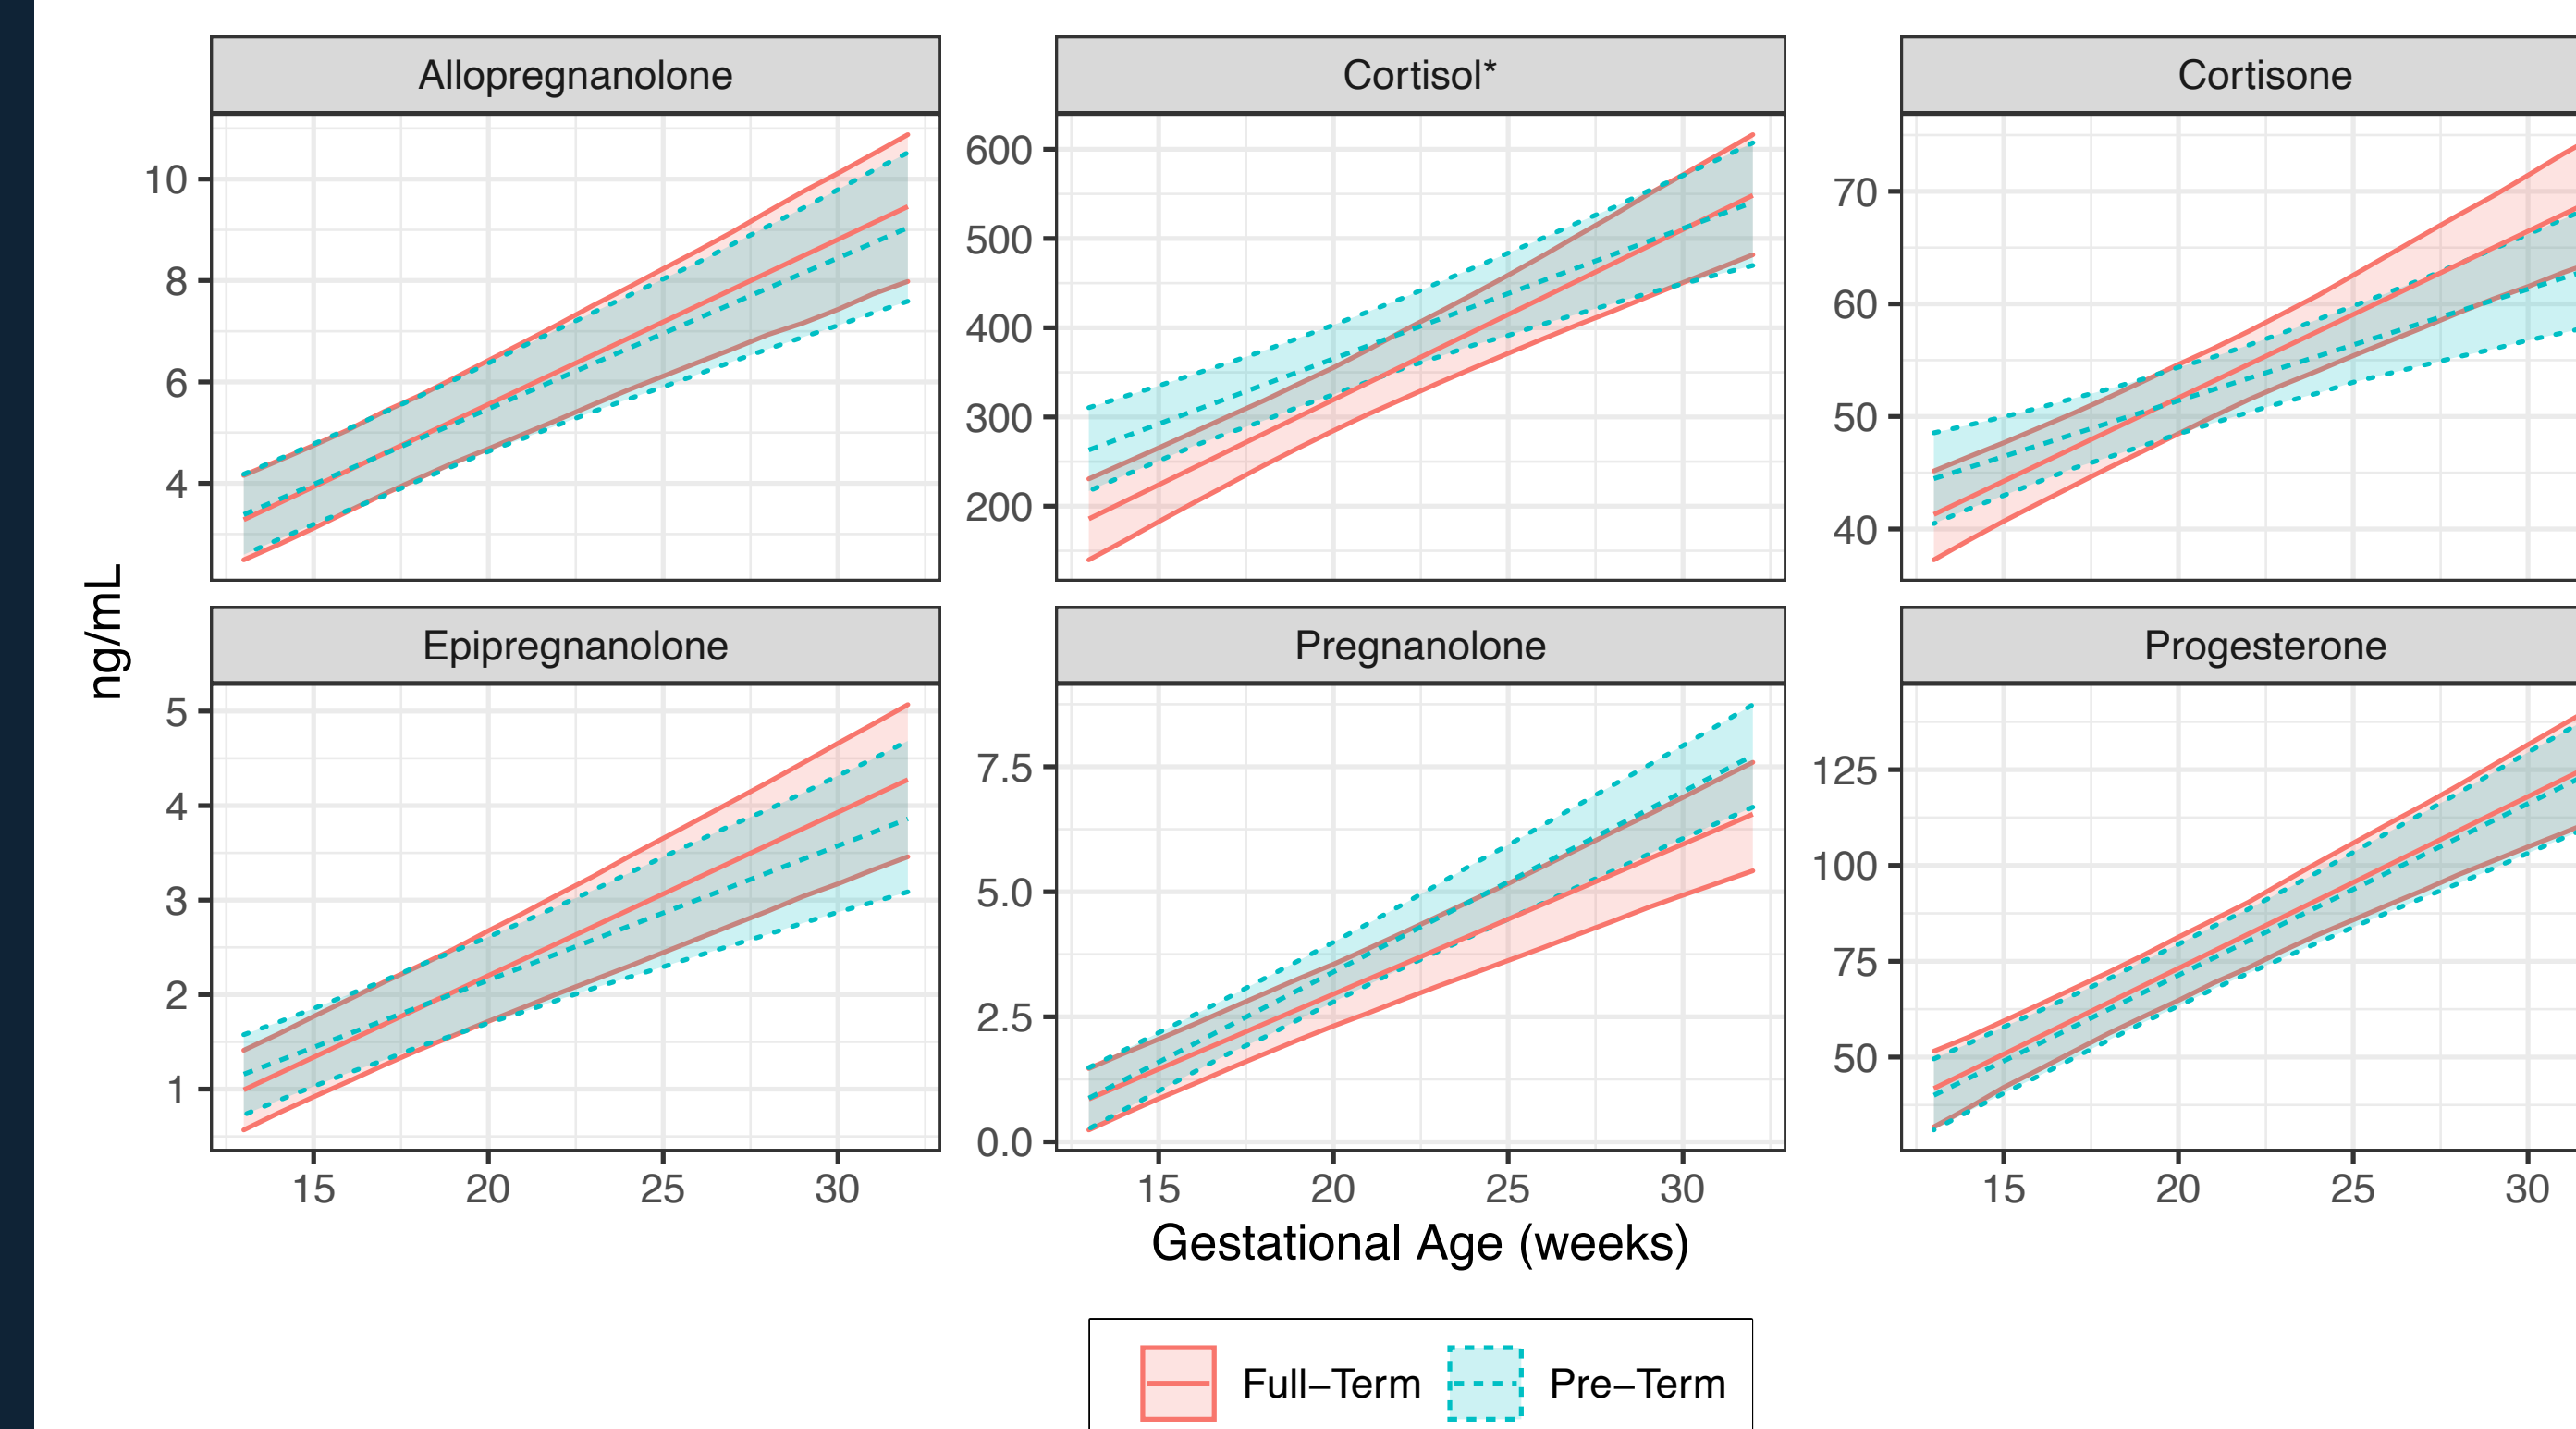 Allopregnanolone
Cortisol*
Cortisone
10
8
6
4
600
500
400
300
200
70
60
50
40
ng/mL
Epipregnanolone
Pregnanolone
Progesterone
5
4
3
2
1
7.5
5.0
2.5
0.0
125
100
75
50
15 20 25 30
15 20 25 30
15 20 25 30
Gestational Age (weeks)
Full–Term
Pre–Term